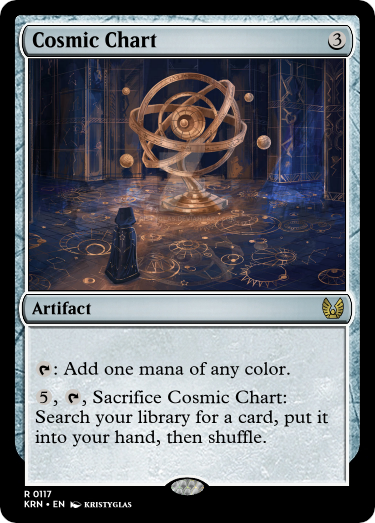 Cosmic Chart 3
Artifact
: Add one mana of any color.
5, , Sacrifice Cosmic Chart:
Search your library for a card, put it
into your hand, then shuffle.
R 0117
KRN • EN KRISTYGLAS